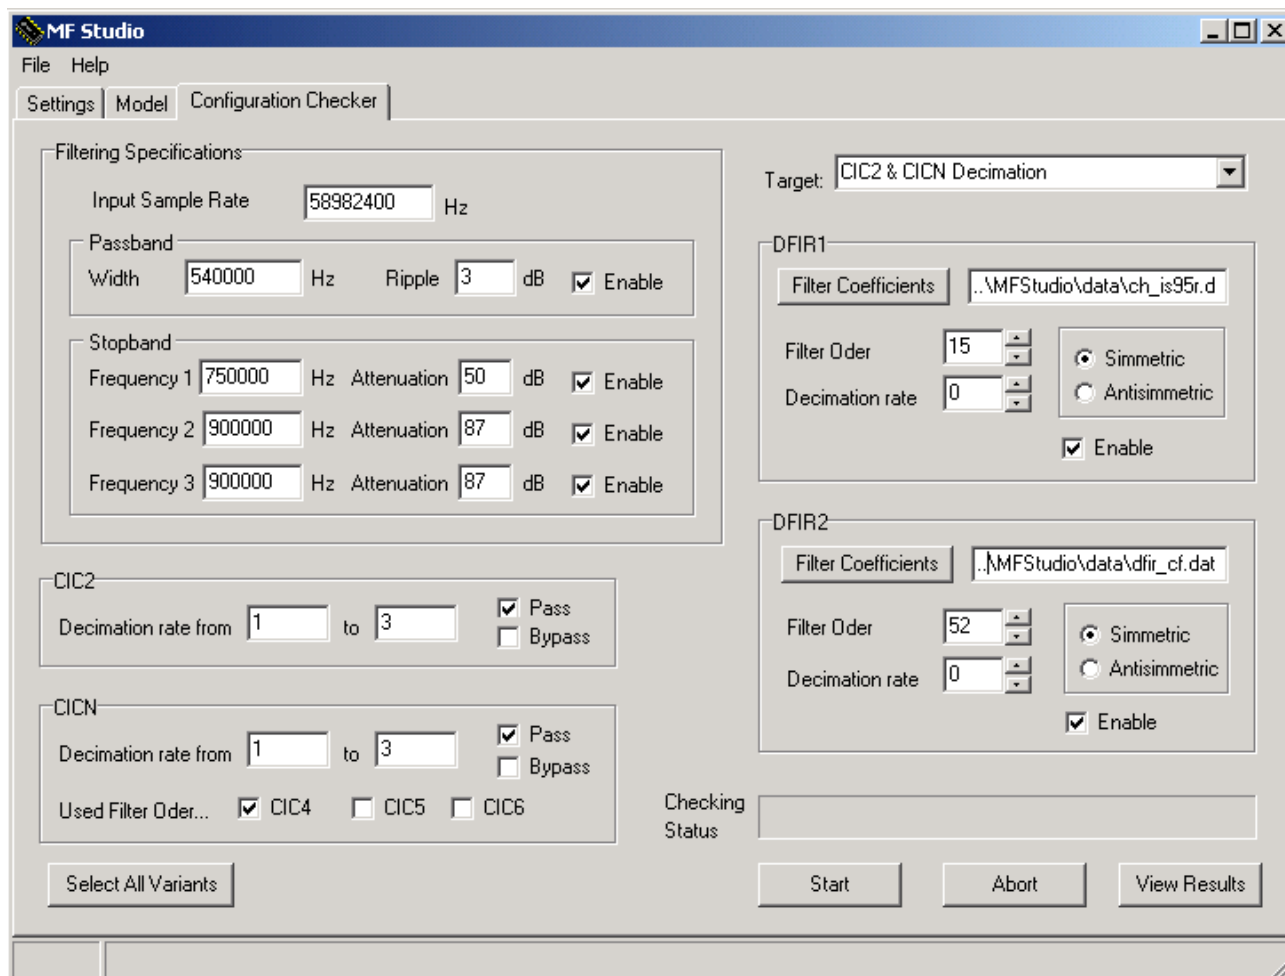 MF Studio
File Help
Settings Model Configuration Checker
Filtering Specifications
Input Sample Rate 58982400 Hz
Passband
Width 540000 Hz Ripple 3 dB Enable
Stopband
Frequency 1 750000 Hz Attenuation 50 dB Enable
Frequency 2 900000 Hz Attenuation 87 dB Enable
Frequency 3 900000 Hz Attenuation 87 dB Enable
CIC2
Decimation rate from 1 to 3 Pass
Bypass
CICN
Decimation rate from 1 to 3 Pass
Bypass
Used Filter Oder... CIC4 CIC5 CIC6
Select All Variants
Target: CIC2 & CICN Decimation
DFIR1
Filter Coefficients ..\MFStudio\data\ch_is95r.d
Filter Oder 15
Decimation rate 0
Simmetric
Antisimmetric
Enable
DFIR2
Filter Coefficients ..\MFStudio\data\dfir_cf.dat
Filter Oder 52
Decimation rate 0
Simmetric
Antisimmetric
Enable
Checking
Status
Start Abort View Results